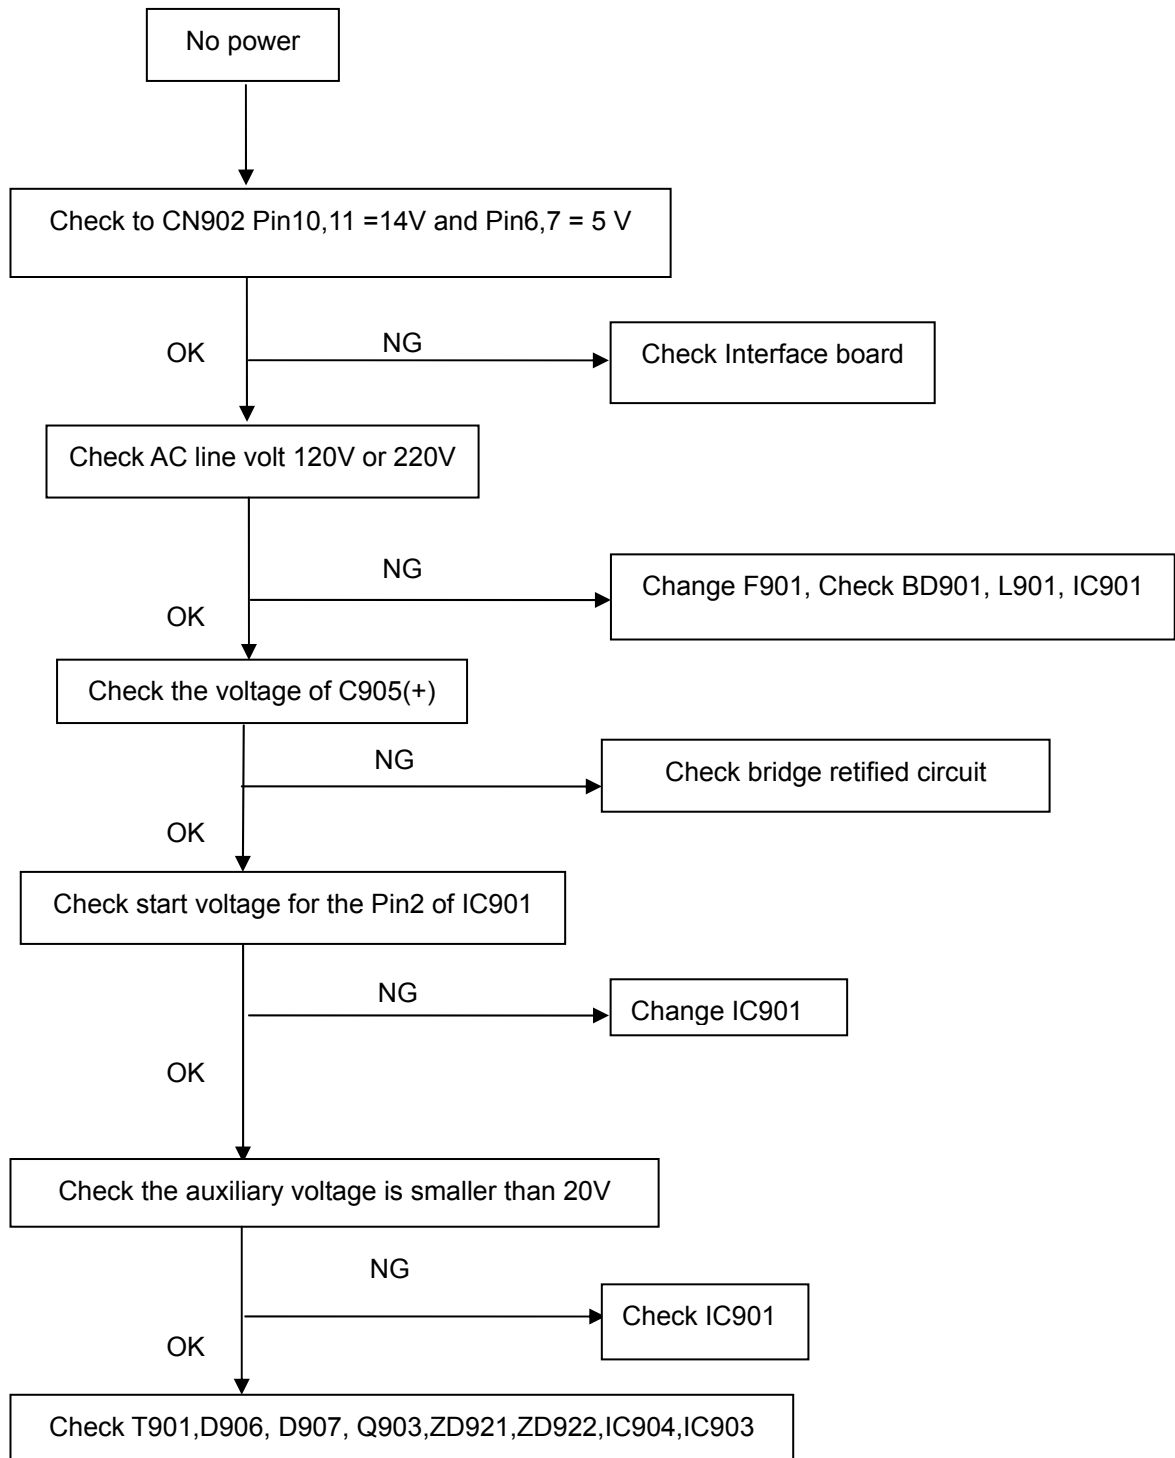 No power
Check to CN902 Pin10,11 =14V and Pin6,7 = 5 V
OK
NG
Check Interface board
Check AC line volt 120V or 220V
NG
Change F901, Check BD901, L901, IC901
OK
Check the voltage of C905(+)
NG
Check bridge retified circuit
OK
Check start voltage for the Pin2 of IC901
NG
Change IC901
OK
Check the auxiliary voltage is smaller than 20V
NG
Check IC901
OK
Check T901,D906, D907, Q903,ZD921,ZD922,IC904,IC903